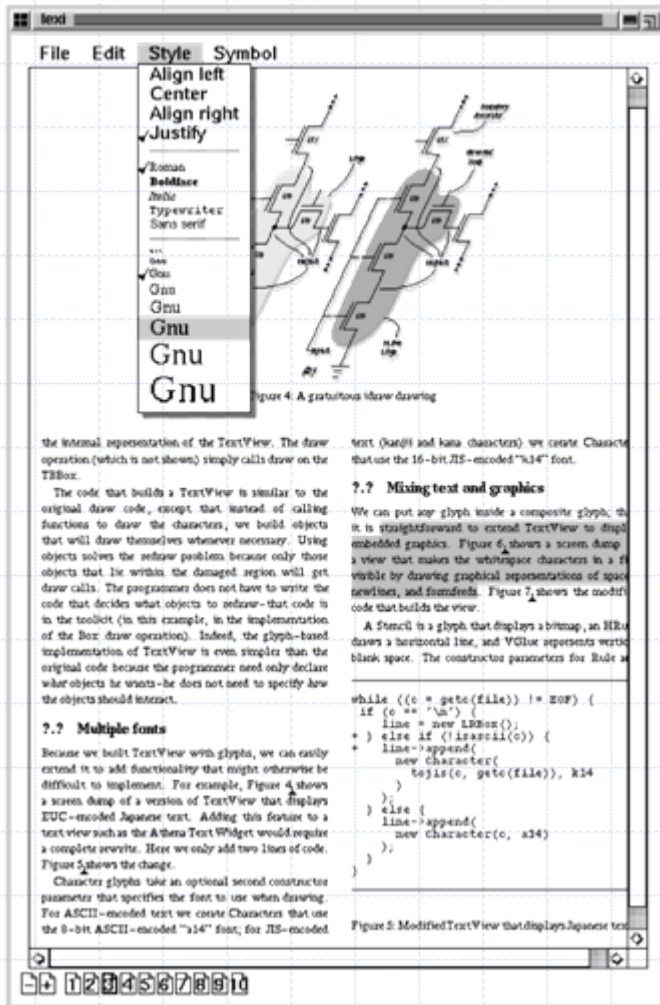 lexi
File Edit Style Symbol
Align left
Center
Align right
Justify
Roman
Boldface
Italic
Typewriter
Sans serif
Gnu
Gnu
Gnu
Gnu
Gnu
Gnu
Gnu
input
input
input
(b)
Figure 4: A gratuitous idraw drawing
the internal representation of the TextView. The draw
operation (which is not shown) simply calls draw on the
TBBox.
The code that builds a TextView is similar to the
original draw code, except that instead of calling
functions to draw the characters, we build objects
that will draw themselves whenever necessary. Using
objects solves the redraw problem because only those
objects that lie within the damaged region will get
draw calls. The programmer does not have to write the
code that decides what objects to redraw–that code is
in the toolkit (in this example, in the implementation
of the Box draw operation). Indeed, the glyph-based
implementation of TextView is even simpler than the
original code because the programmer need only declare
what objects he wants–he does not need to specify how
the objects should interact.
?.? Multiple fonts
Because we built TextView with glyphs, we can easily
extend it to add functionality that might otherwise be
difficult to implement. For example, Figure 4 shows
a screen dump of a version of TextView that displays
EUC-encoded Japanese text. Adding this feature to a
text view such as the Athena Text Widget would require
a complete rewrite. Here we only add two lines of code.
Figure 5 shows the change.
Character glyphs take an optional second constructor
parameter that specifies the font to use when drawing.
For ASCII-encoded text we create Characters that use
the 8-bit ASCII-encoded "a14" font; for JIS-encoded
text (kanji and kana characters) we create Characte
that use the 16-bit JIS-encoded "k14" font.
?.? Mixing text and graphics
We can put any glyph inside a composite glyph; th
it is straightforward to extend TextView to displ
embedded graphics. Figure 6 shows a screen dump
a view that makes the whitespace characters in a fi
visible by drawing graphical representations of space
newlines, and formfeeds. Figure 7 shows the modifi
code that builds the view.
A Stencil is a glyph that displays a bitmap, an HRu
draws a horizontal line, and VGlue represents vertic
blank space. The constructor parameters for Rule a
while ((c = getc(file)) != EOF) {
if (c == '\n') {
line = new LRBox();
+ } else if (!isascii(c)) {
+ line->append(
new Character(
tojis(c, getc(file)), k14
)
);
} else {
line->append(
new Character(c, a14)
);
}
}
Figure 5: Modified TextView that displays Japanese tex
1 2 3 4 5 6 7 8 9 10